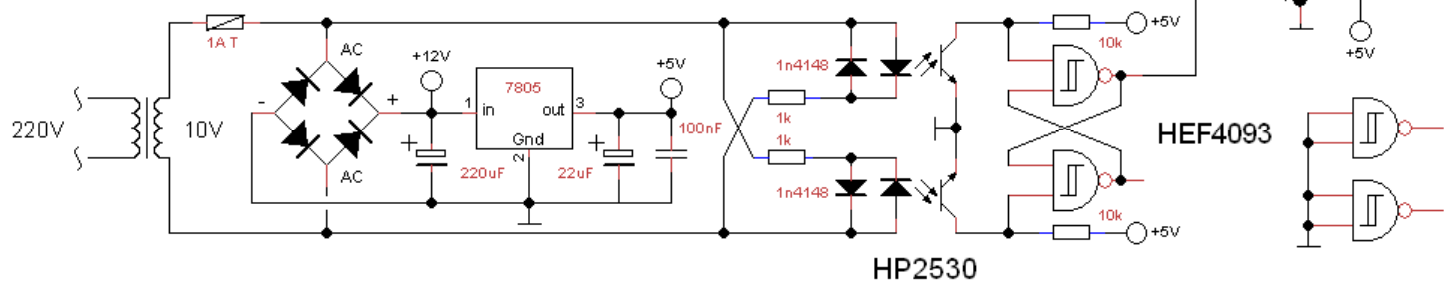 1A T
AC
+12V
+5V
1n4148
+5V
10k
+5V
220V
10V
-
+
1
in
7805
out
3
Gnd
2
+
220uF
+
22uF
100nF
1k
1k
1n4148
HEF4093
AC
10k
+5V
HP2530